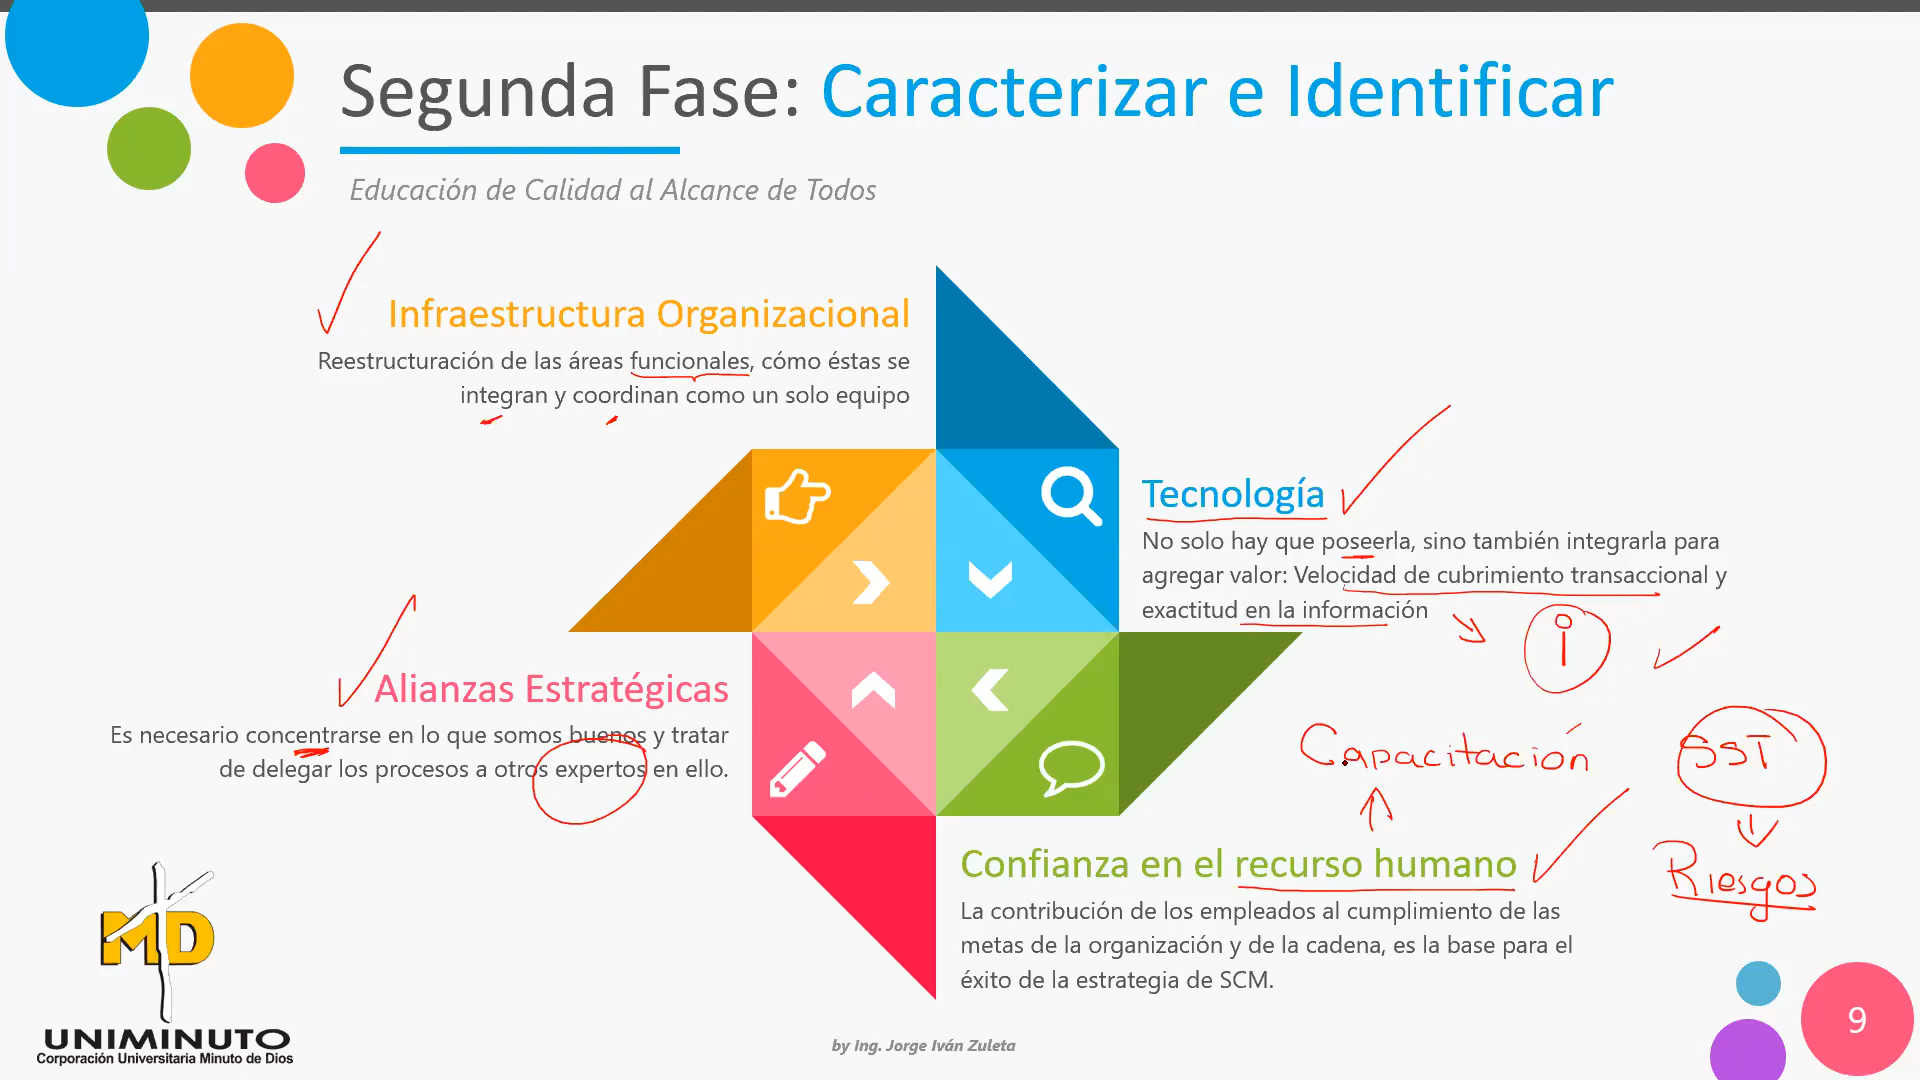 Segunda Fase: Caracterizar e Identificar
Educación de Calidad al Alcance de Todos
Infraestructura Organizacional
Reestructuración de las áreas funcionales, cómo éstas se
integran y coordinan como un solo equipo
Tecnología
No solo hay que poseerla, sino también integrarla para
agregar valor: Velocidad de cubrimiento transaccional y
exactitud en la información
i
Alianzas Estratégicas
Es necesario concentrarse en lo que somos buenos y tratar
de delegar los procesos a otros expertos en ello.
Capacitación
SST
Riesgos
Confianza en el recurso humano
La contribución de los empleados al cumplimiento de las
metas de la organización y de la cadena, es la base para el
éxito de la estrategia de SCM.
MD
UNIMINUTO
Corporación Universitaria Minuto de Dios
by Ing. Jorge Iván Zuleta
9